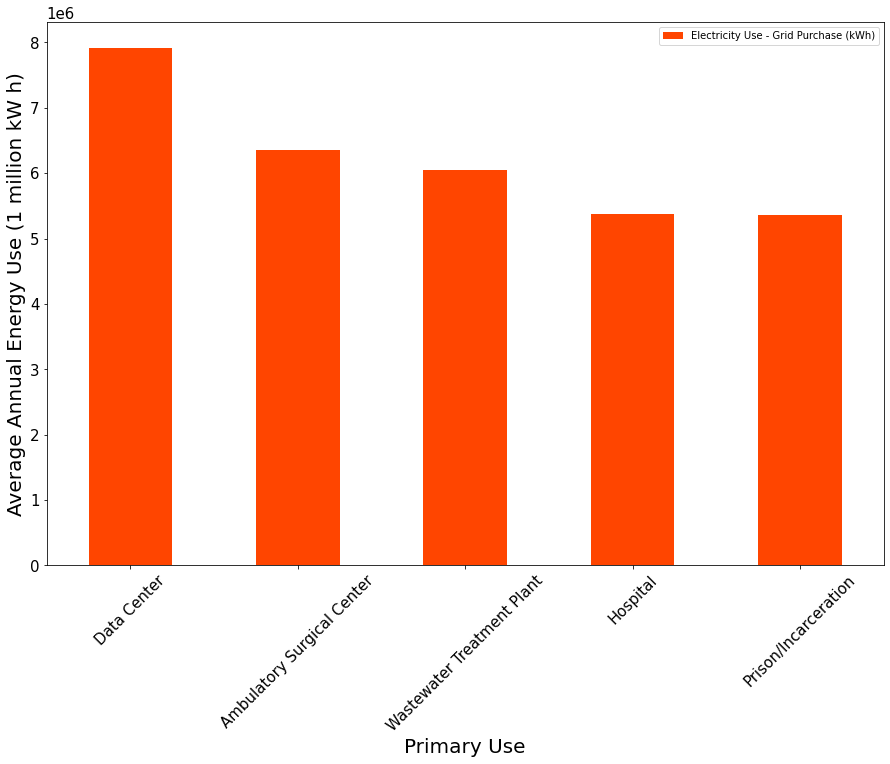 1e6
Electricity Use - Grid Purchase (kWh)
Average Annual Energy Use (1 million kW h)
8
7
6
5
4
3
2
1
0
Data Center
Ambulatory Surgical Center
Wastewater Treatment Plant
Hospital
Prison/Incarceration
Primary Use